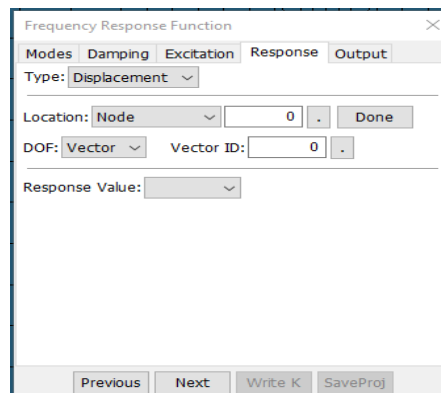 Frequency Response Function
Modes Damping Excitation Response Output
Type: Displacement
Location: Node 0 . Done
DOF: Vector Vector ID: 0 .
Response Value:
Previous Next Write K SaveProj